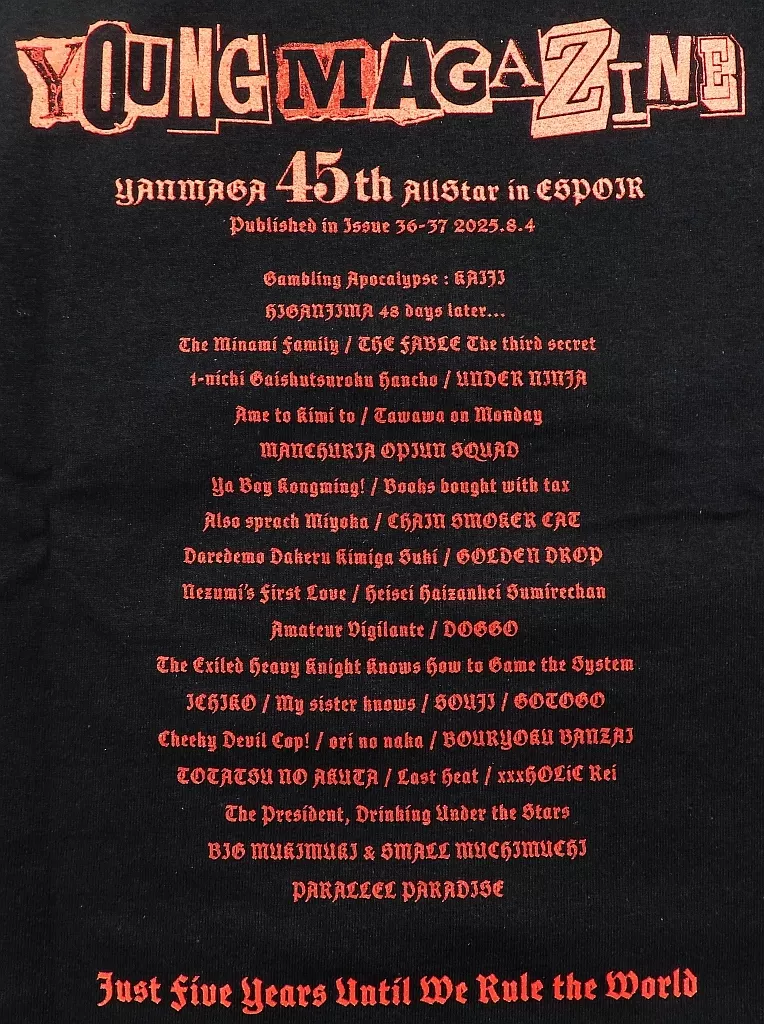 YOUNG MAGAZINE
YANMAGA 45th AllStar in ESPOIR
Published in Issue 36-37 2025.8.4
Gambling Apocalypse : KAIJI
HIGANJIMA 48 days later...
The Minami Family / THE FABLE The third secret
1-nichi Gaishutsuroku Hancho / UNDER NINJA
Ame to Kimi to / Tawawa on Monday
MANCHURIA OPIUN SQUAD
Ya Boy Kongming! / Books bought with tax
Also sprach Miyoka / CHAIN SMOKER CAT
Daredemo Dakeru Kimiga Suki / GOLDEN DROP
Nezumi's First Love / Heisei Haizanhei Sumirechan
Amateur Vigilante / DOGGO
The Exiled Heavy Knight Knows How to Game the System
ICHIKO / My sister knows / SOUJI / GOTOGO
Cheeky Devil Cop! / ori no naka / BOURYOKU BANZAI
TOTATSU NO AKUTA / Last Heat / xxxHOLiC Rei
The President, Drinking Under the Stars
BIG MUKIMUKI & SMALL MUCHIMUCHI
PARALLEL PARADISE
Just Five Years Until We Rule the World